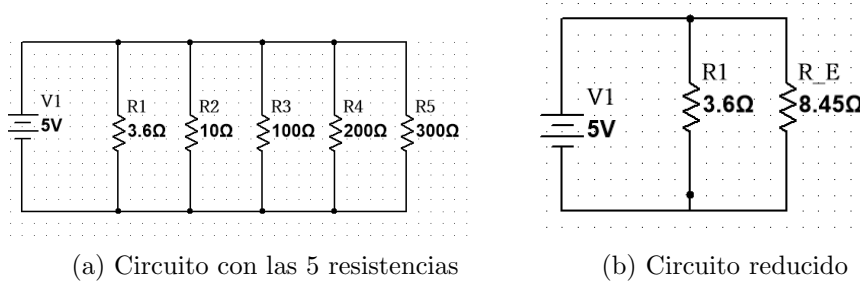 V1
5V
R1
3.6Ω
R2
10Ω
R3
100Ω
R4
200Ω
R5
300Ω
(a) Circuito con las 5 resistencias
V1
5V
R1
3.6Ω
R_E
8.45Ω
(b) Circuito reducido